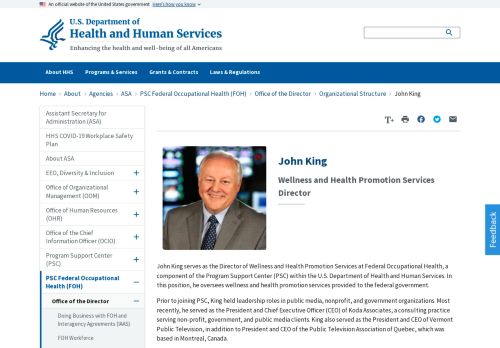 An official website of the United States government Here's how you know
U.S. Department of
Health and Human Services
Enhancing the health and well-being of all Americans
About HHS Programs & Services Grants & Contracts Laws & Regulations
Home › About › Agencies › ASA › PSC Federal Occupational Health (FOH) › Office of the Director › Organizational Structure › John King
Assistant Secretary for
Administration (ASA)
HHS COVID-19 Workplace Safety
Plan
About ASA
EEO, Diversity & Inclusion +
Office of Organizational
Management (OOM) +
Office of Human Resources
(OHR) +
Office of the Chief
Information Officer (OCIO) +
Program Support Center
(PSC) +
PSC Federal Occupational
Health (FOH) −
Office of the Director −
Doing Business with FOH and
Interagency Agreements (IAAS)
FOH Workforce
T+
John King
Wellness and Health Promotion Services
Director
John King serves as the Director of Wellness and Health Promotion Services at Federal Occupational Health, a
component of the Program Support Center (PSC) within the U.S. Department of Health and Human Services. In
this position, he oversees wellness and health promotion services provided to the federal government.
Prior to joining PSC, King held leadership roles in public media, nonprofit, and government organizations. Most
recently, he served as the President and Chief Executive Officer (CEO) of Koda Associates, a consulting practice
serving non-profit, government, and public media clients. King also served as the President and CEO of Vermont
Public Television, in addition to President and CEO of the Public Television Association of Quebec, which was
based in Montreal, Canada.
Feedback